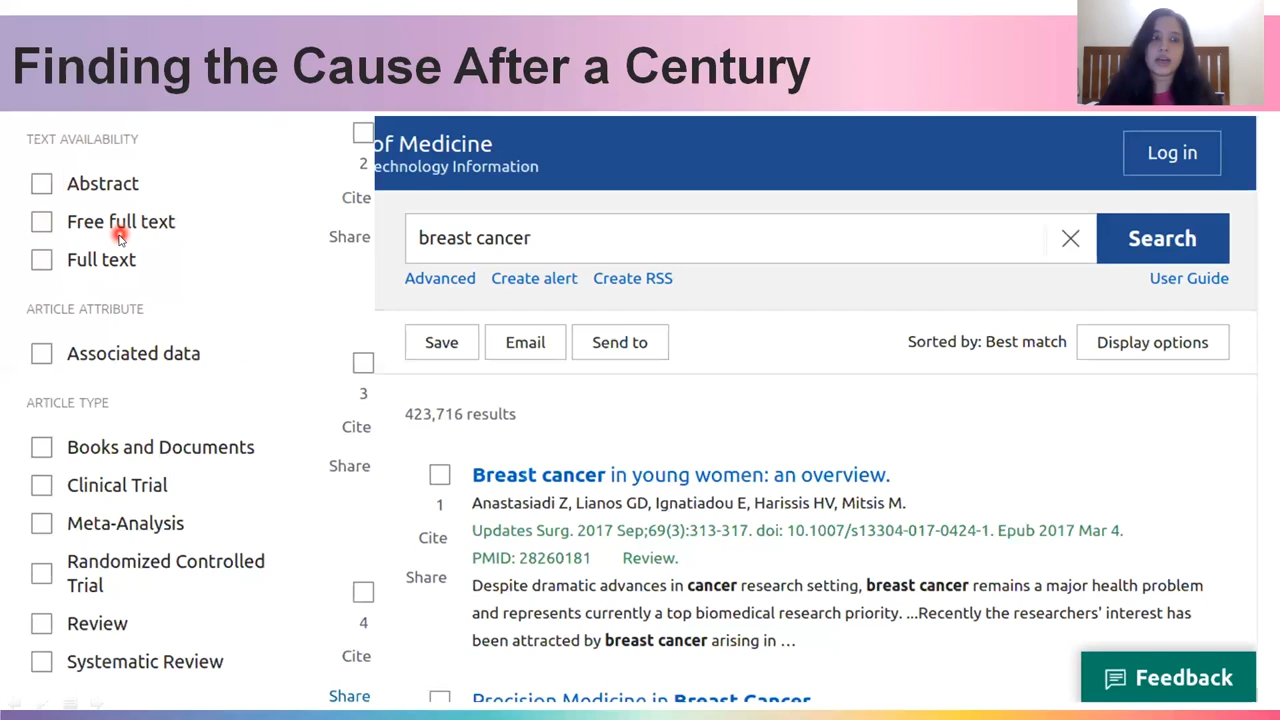 Finding the Cause After a Century
TEXT AVAILABILITY
Abstract
Free full text
Full text
ARTICLE ATTRIBUTE
Associated data
ARTICLE TYPE
Books and Documents
Clinical Trial
Meta-Analysis
Randomized Controlled
Trial
Review
Systematic Review
2
Cite
Share
3
Cite
Share
4
Cite
Share
of Medicine
echnology Information
Log in
breast cancer
Search
Advanced Create alert Create RSS
User Guide
Save Email Send to
Sorted by: Best match Display options
423,716 results
Breast cancer in young women: an overview.
1
Anastasiadi Z, Lianos GD, Ignatiadou E, Harissis HV, Mitsis M.
Cite
Updates Surg. 2017 Sep;69(3):313-317. doi: 10.1007/s13304-017-0424-1. Epub 2017 Mar 4.
PMID: 28260181 Review.
Share
Despite dramatic advances in cancer research setting, breast cancer remains a major health problem
and represents currently a top biomedical research priority. ...Recently the researchers' interest has
been attracted by breast cancer arising in ...
Precision Medicine in Breast Cancer.
Feedback